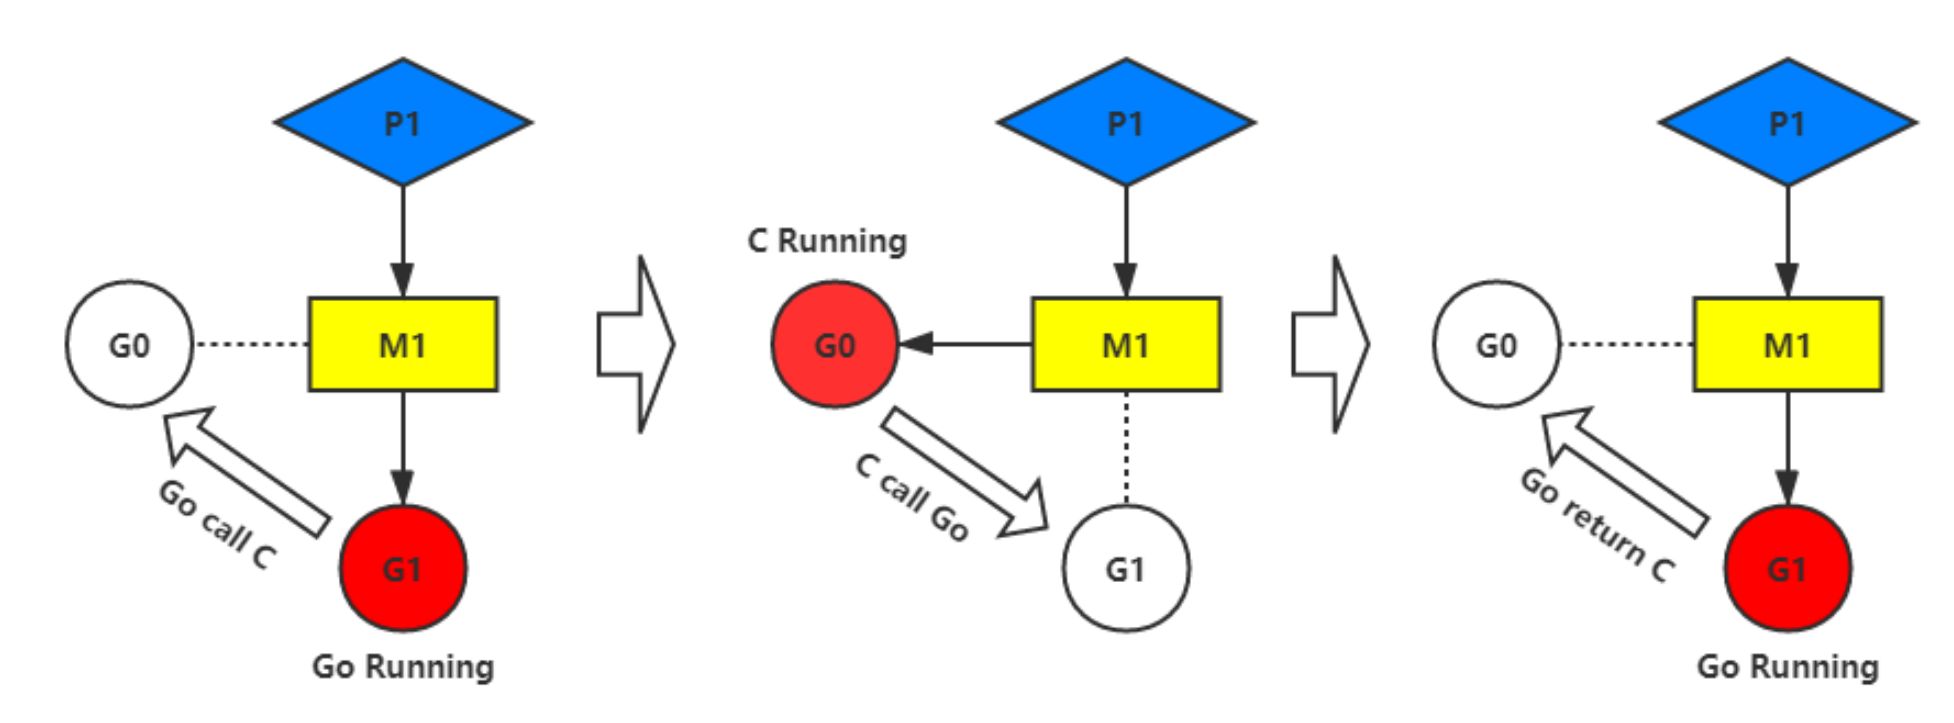 P1
G0
M1
Go call C
G1
Go Running
P1
C Running
G0
M1
C call Go
G1
P1
G0
M1
Go return C
G1
Go Running